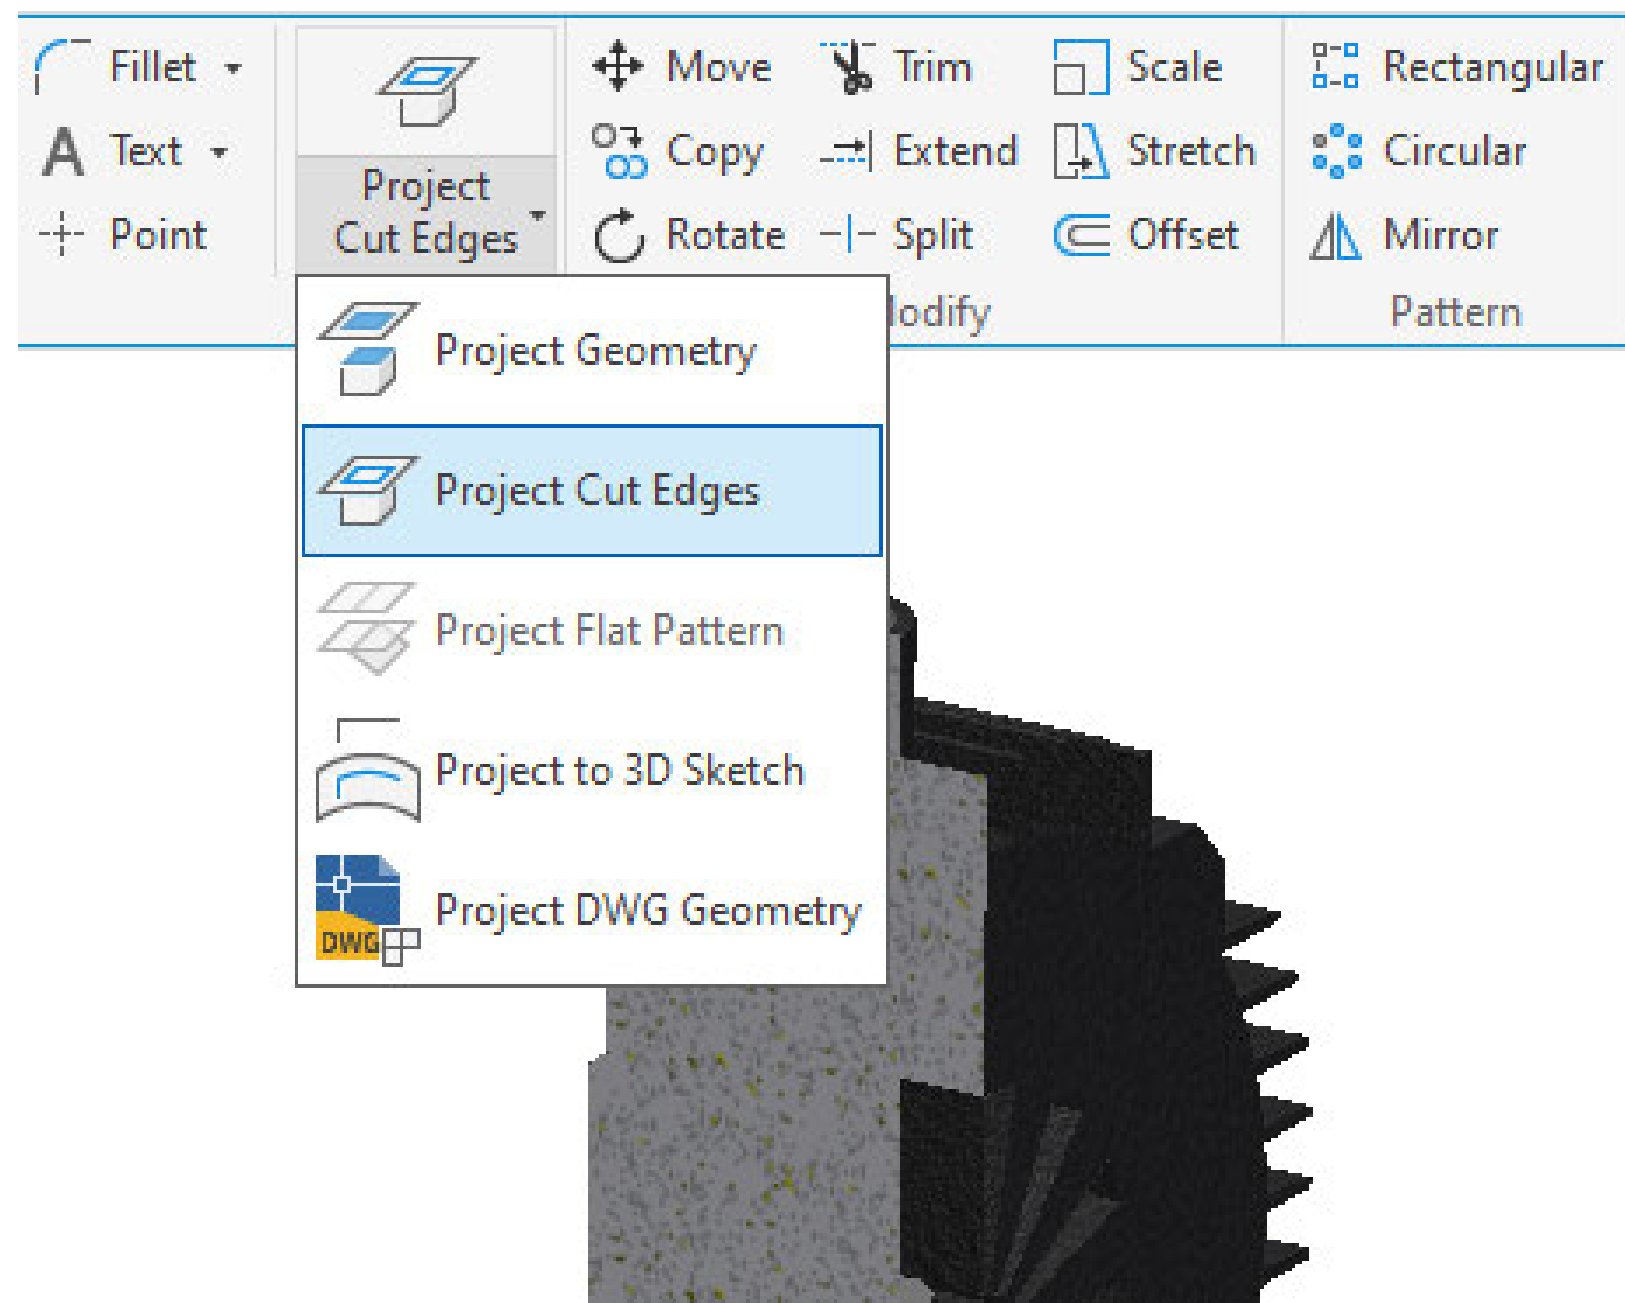 Fillet
Text
Point
Project
Cut Edges
Move
Copy
Rotate
Trim
Extend
Split
Scale
Stretch
Offset
odify
Rectangular
Circular
Mirror
Pattern
Project Geometry
Project Cut Edges
Project Flat Pattern
Project to 3D Sketch
DWG
Project DWG Geometry